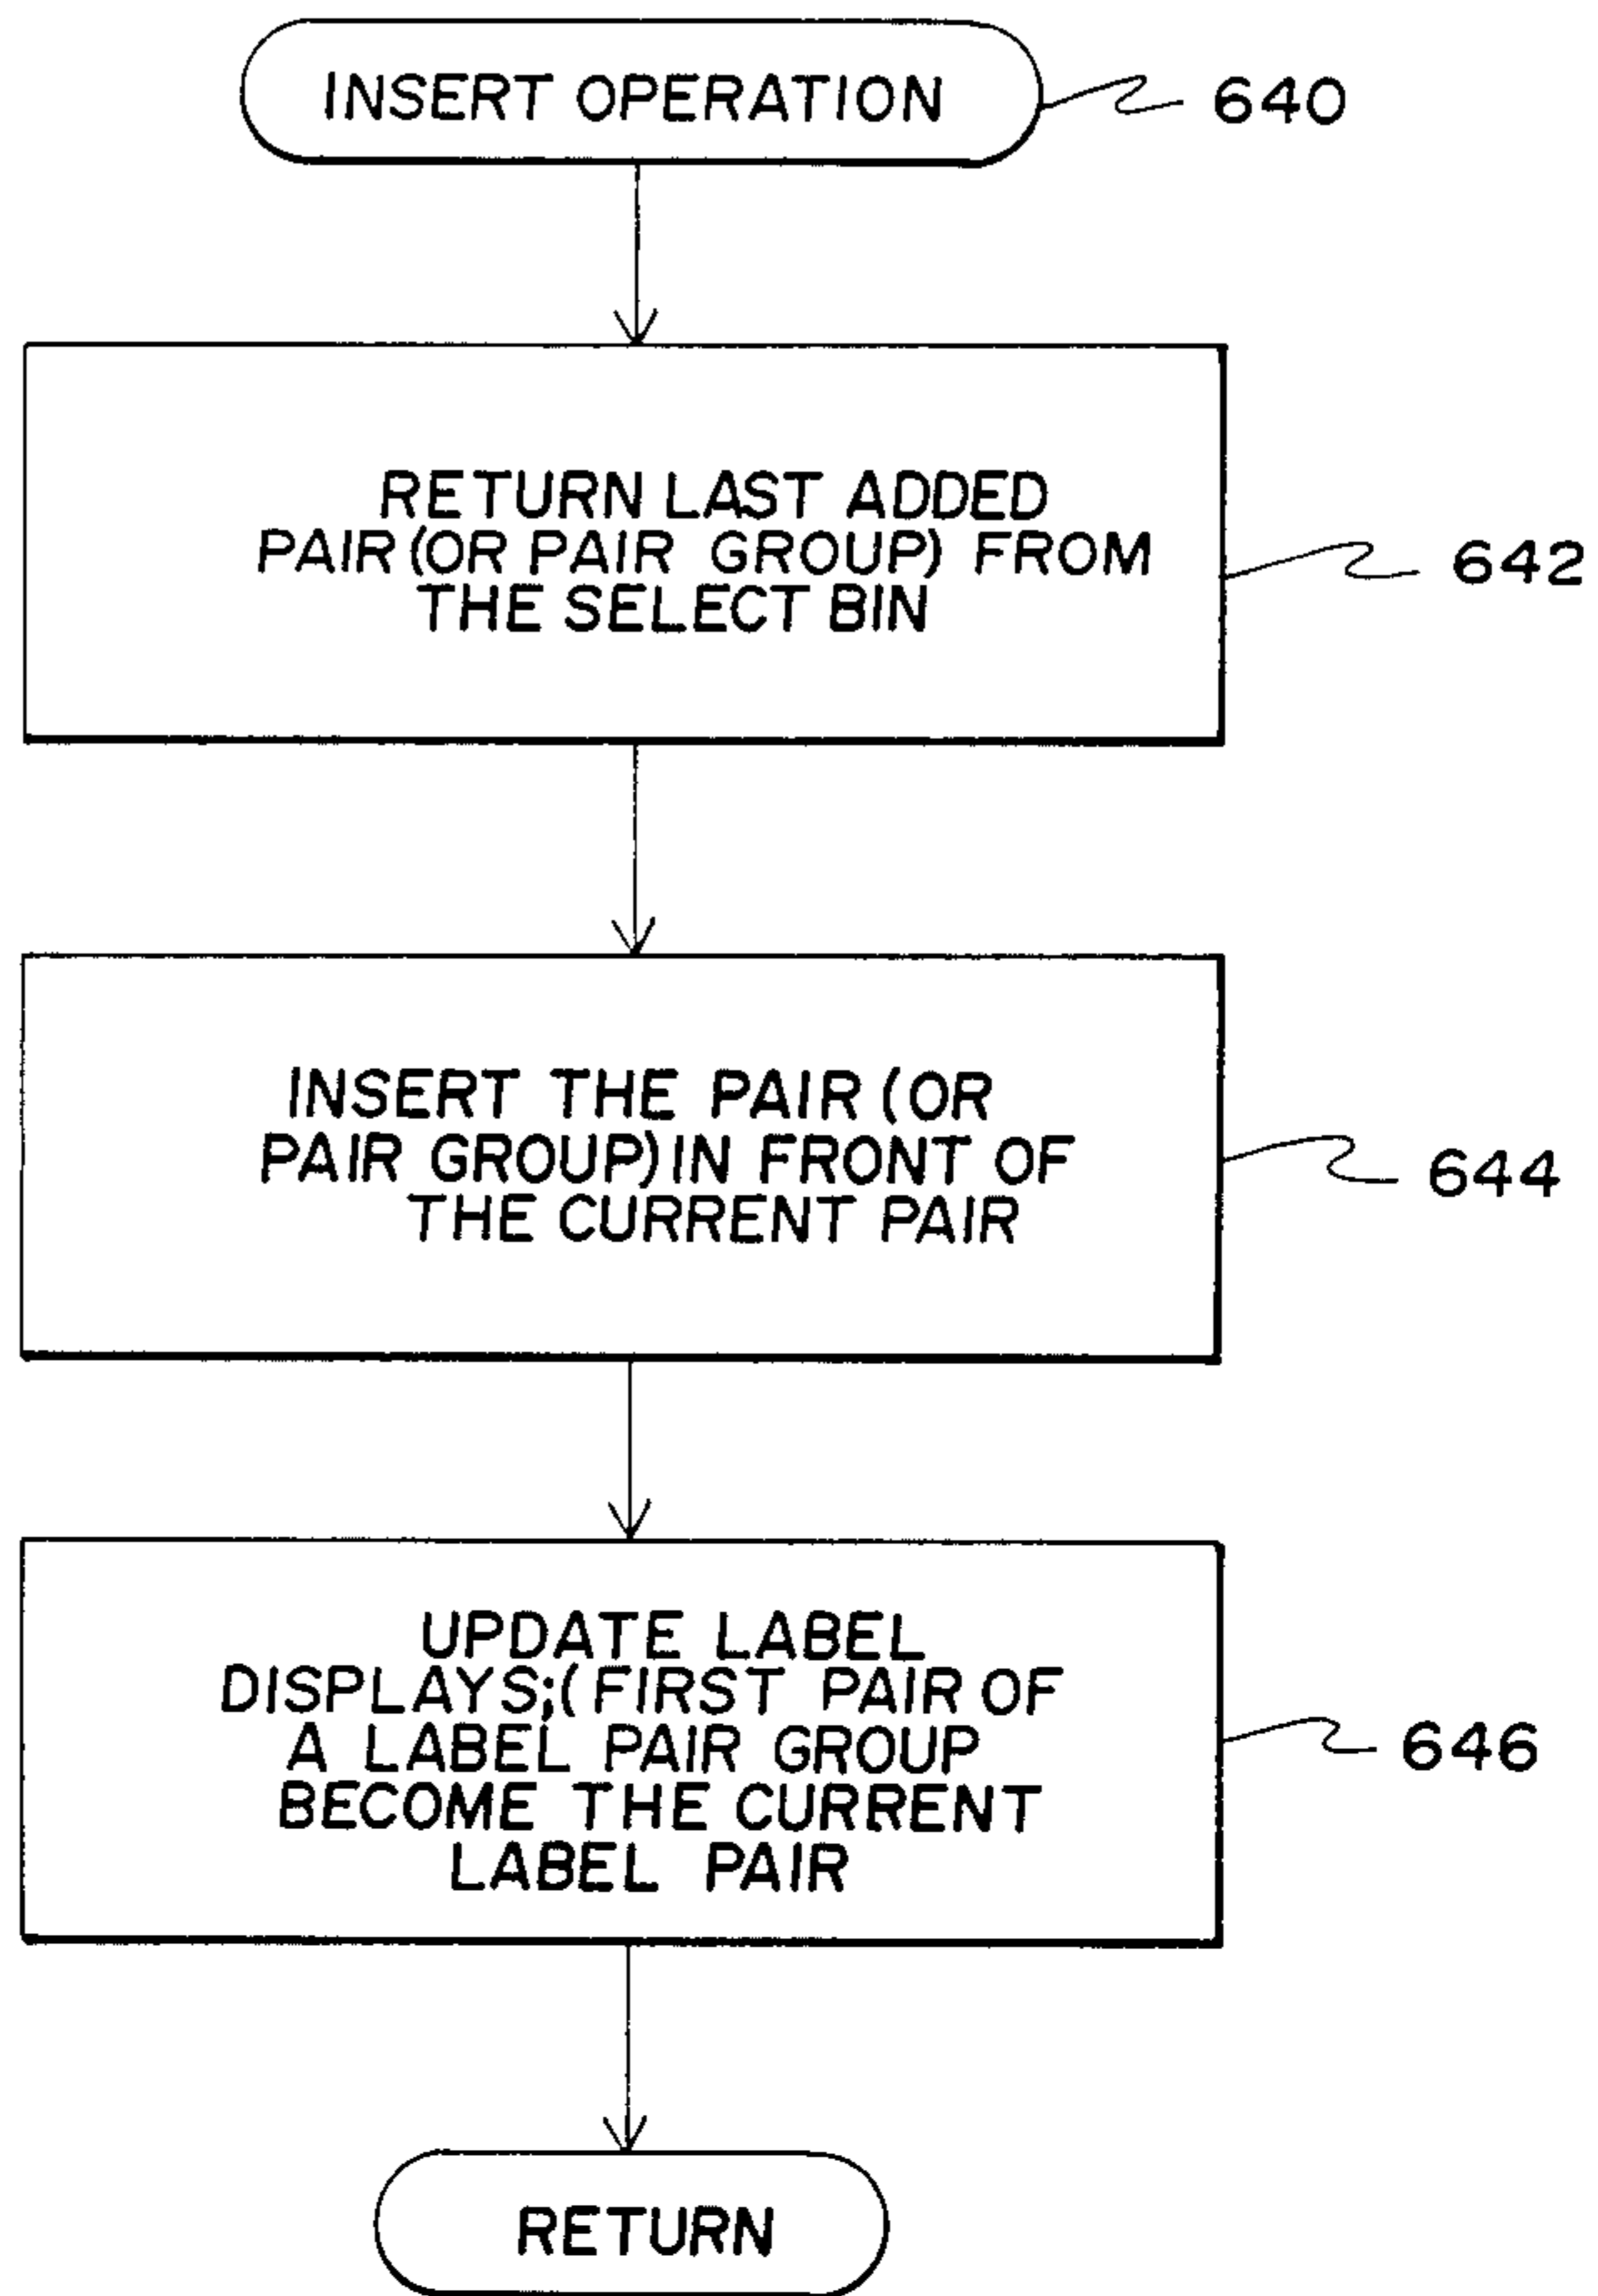 INSERT OPERATION
640
RETURN LAST ADDED
PAIR (OR PAIR GROUP) FROM
THE SELECT BIN
642
INSERT THE PAIR (OR
PAIR GROUP) IN FRONT OF
THE CURRENT PAIR
644
UPDATE LABEL
DISPLAYS; (FIRST PAIR OF
A LABEL PAIR GROUP
BECOME THE CURRENT
LABEL PAIR
646
RETURN